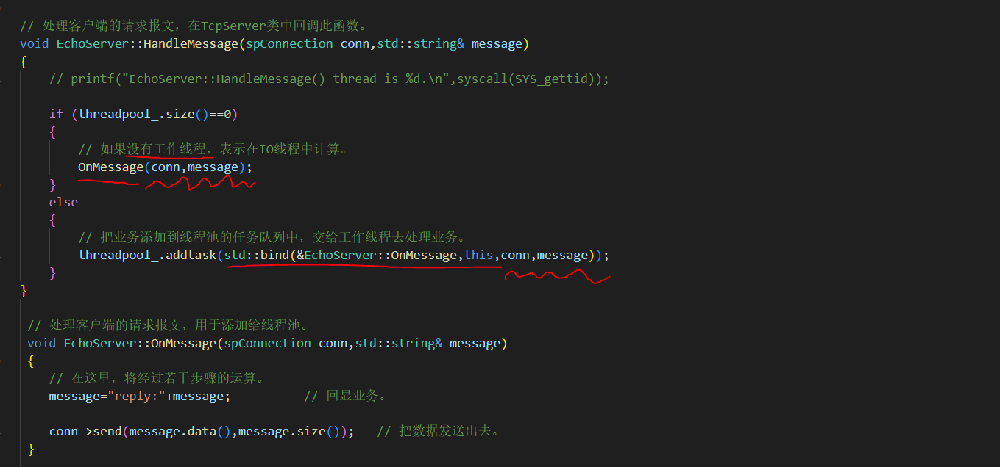 // 处理客户端的请求报文，在TcpServer类中回调此函数。
void EchoServer::HandleMessage(spConnection conn,std::string& message)
{
    // printf("EchoServer::HandleMessage() thread is %d.\n",syscall(SYS_gettid));
    if (threadpool_.size()==0)
    {
        // 如果没有工作线程，表示在IO线程中计算。
        OnMessage(conn,message);
    }
    else
    {
        // 把业务添加到线程池的任务队列中，交给工作线程去处理业务。
        threadpool_.addtask(std::bind(&EchoServer::OnMessage,this,conn,message));
    }
}
 // 处理客户端的请求报文，用于添加给线程池。
 void EchoServer::OnMessage(spConnection conn,std::string& message)
 {
    // 在这里，将经过若干步骤的运算。
    message="reply:"+message;          // 回显业务。
    conn->send(message.data(),message.size());   // 把数据发送出去。
 }